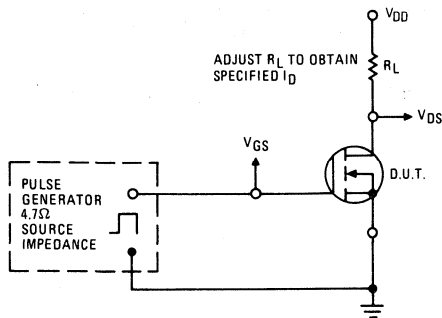 VDD
ADJUST RL TO OBTAIN
SPECIFIED ID
RL
VDS
VGS
D.U.T.
PULSE
GENERATOR
4.7Ω
SOURCE
IMPEDANCE